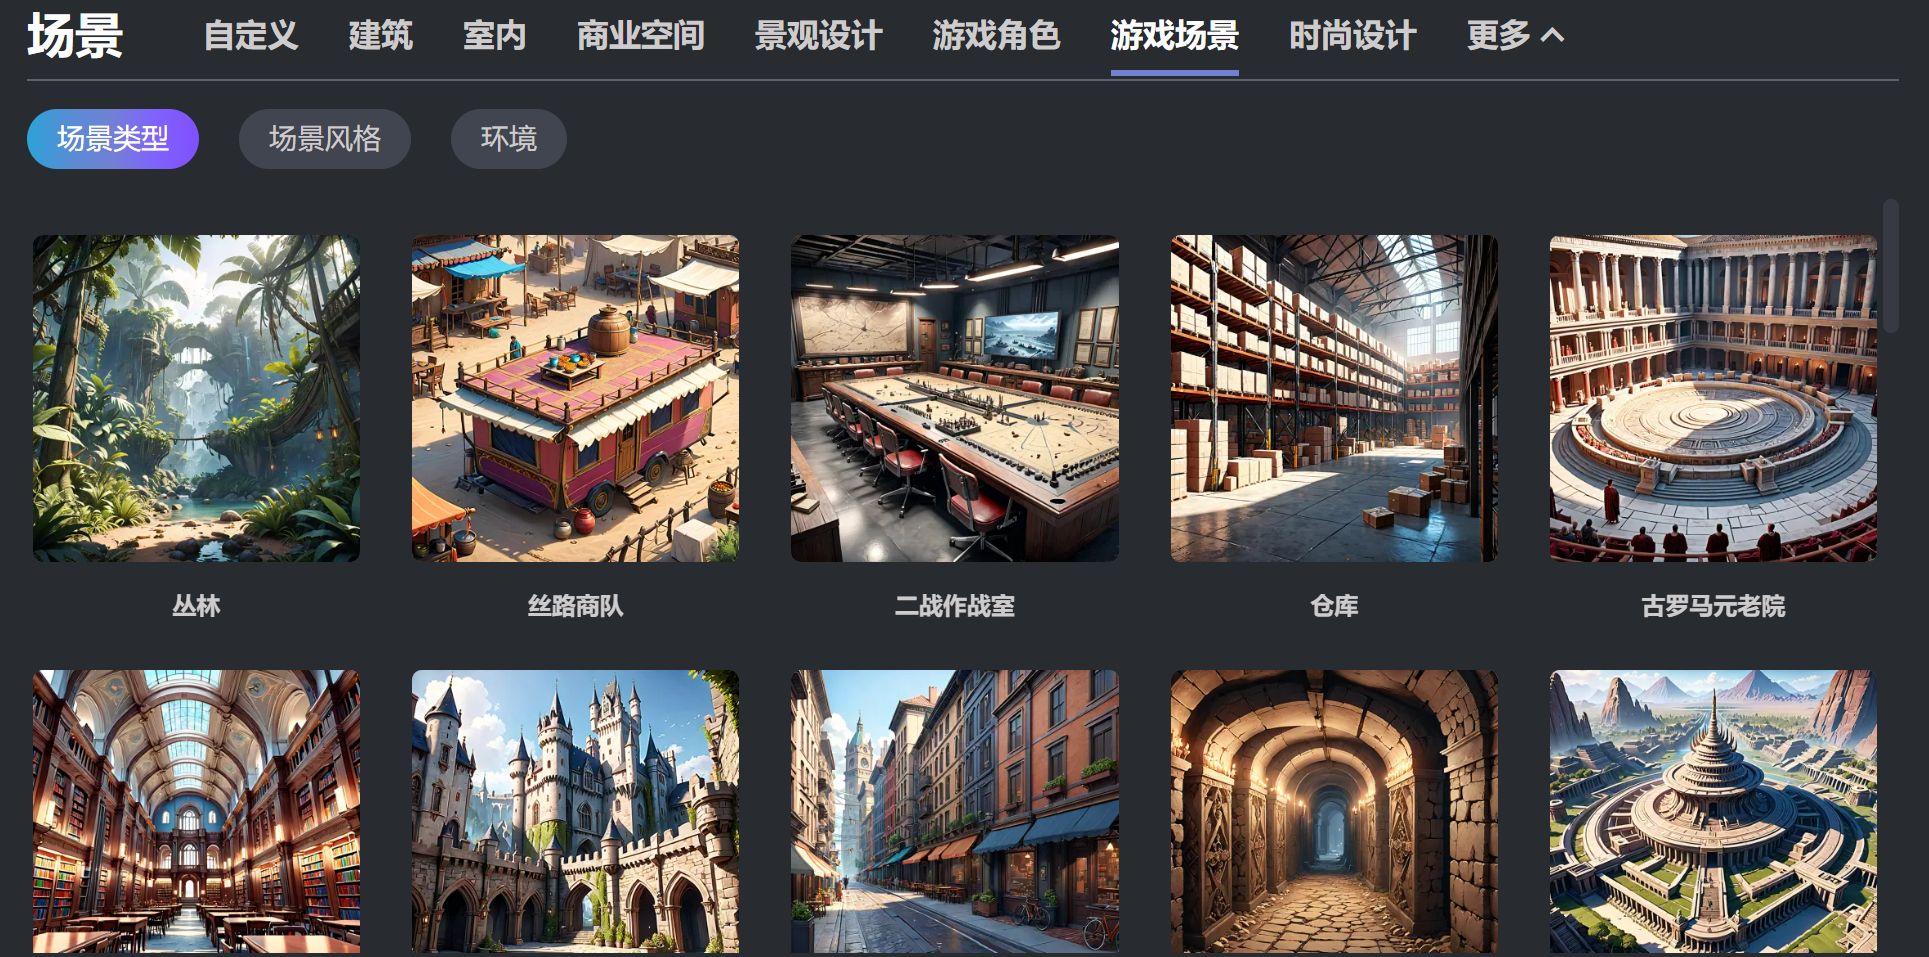 场景 自定义 建筑 室内 商业空间 景观设计 游戏角色 游戏场景 时尚设计 更多
场景类型 场景风格 环境
丛林 丝路商队 二战作战室 仓库 古罗马元老院